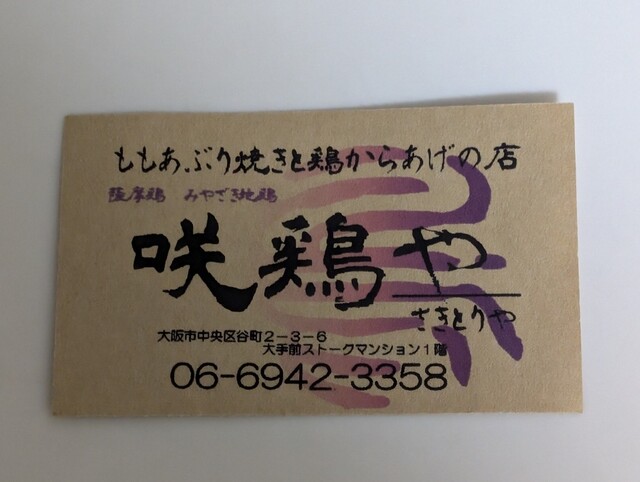 ももあぶり焼きと鶏からあげの店
薩摩鶏　みやざき地鶏
咲鶏や
さきとりや
大阪市中央区谷町2-3-6
大手前ストークマンション1階
06-6942-3358